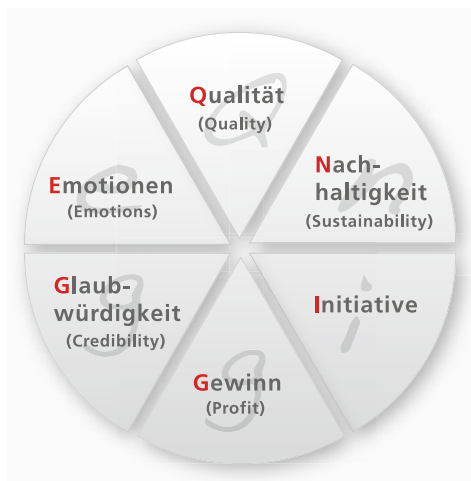 Qualität
(Quality)
Nach-
haltigkeit
(Sustainability)
Initiative
Gewinn
(Profit)
Glaub-
würdigkeit
(Credibility)
Emotionen
(Emotions)